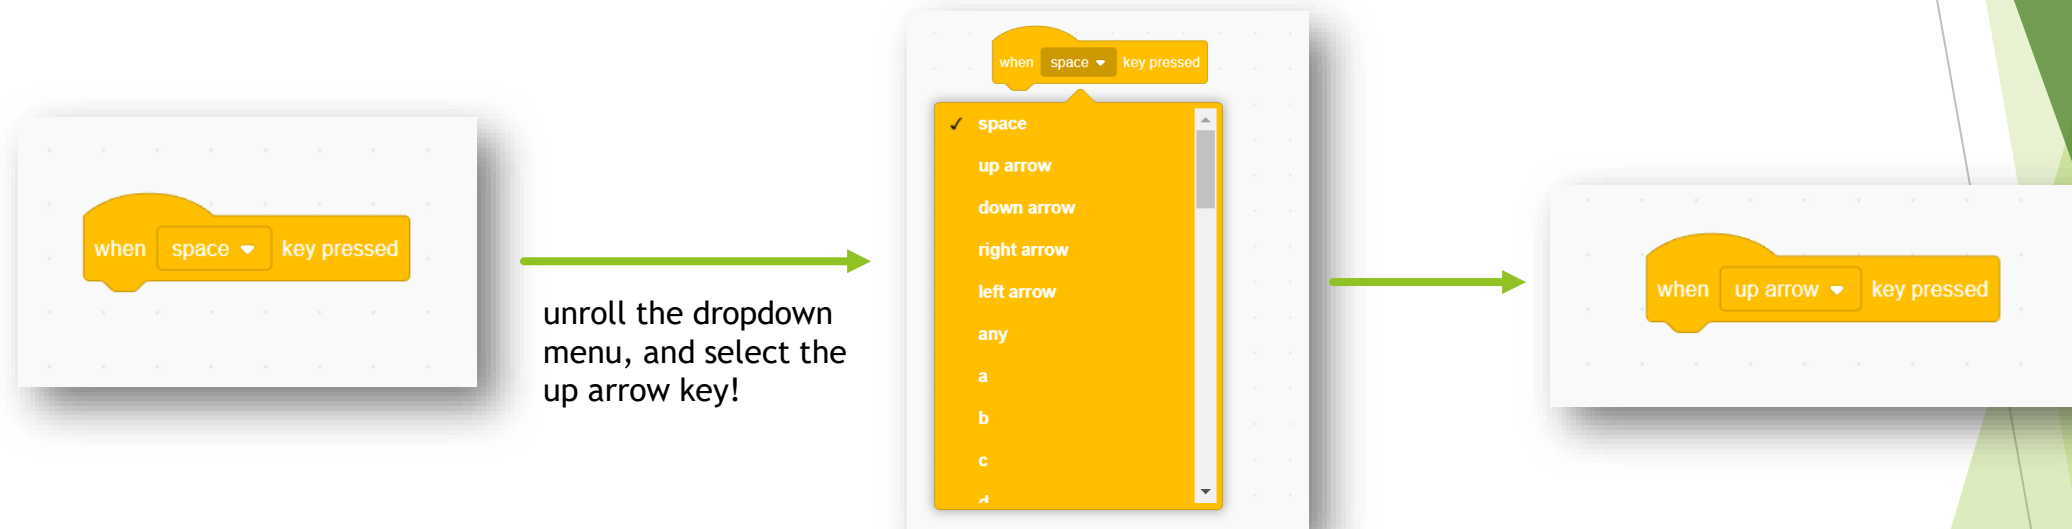 when space key pressed
unroll the dropdown
menu, and select the
up arrow key!
when space key pressed
✓ space
up arrow
down arrow
right arrow
left arrow
any
a
b
c
d
when up arrow key pressed